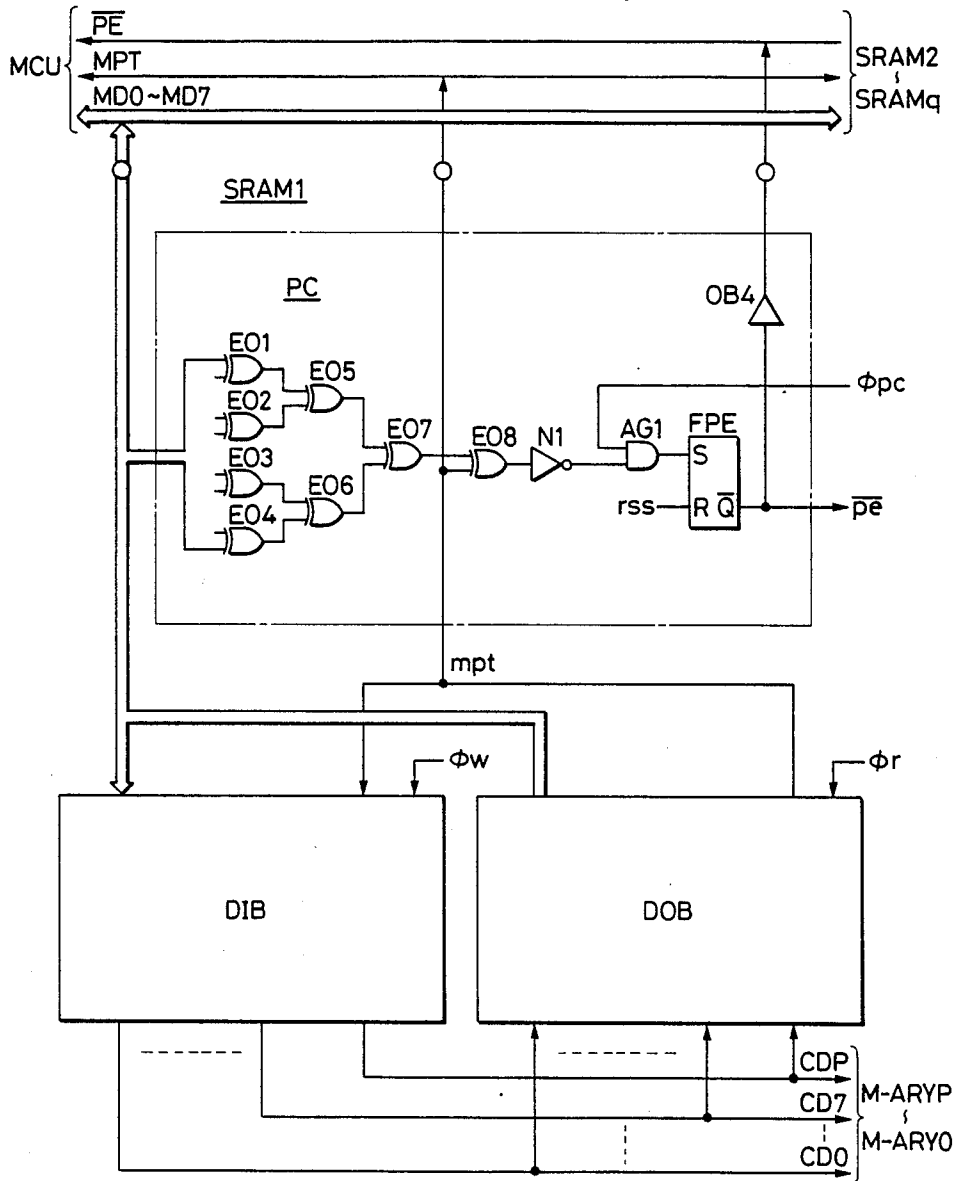 PE
MCU
MPT
MD0~MD7
SRAM2
~
SRAMq
SRAM1
PC
OB4
EO1
EO5
EO2
EO7
EO8
N1
AG1
FPE
ϕpc
EO3
EO6
EO4
S
rss
R Q
pe
mpt
ϕw
ϕr
DIB
DOB
CDP
CD7
CD0
M-ARYP
~
M-ARY0